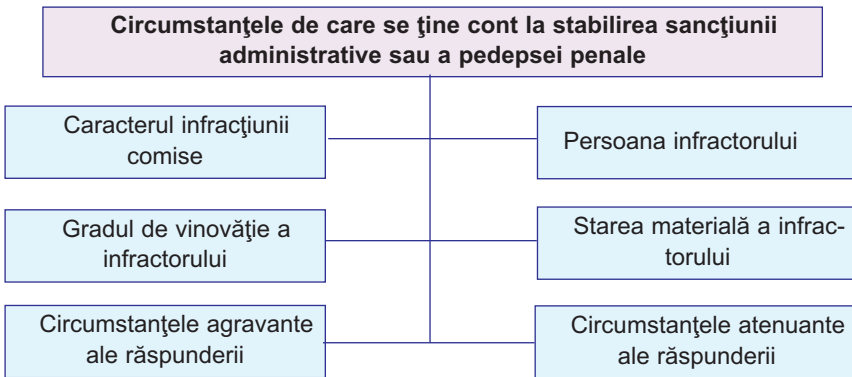 Circumstanţele de care se ţine cont la stabilirea sancţiunii
administrative sau a pedepsei penale
Caracterul infracţiunii
comise
Persoana infractorului
Gradul de vinovăţie a
infractorului
Starea materială a infrac-
torului
Circumstanţele agravante
ale răspunderii
Circumstanţele atenuante
ale răspunderii